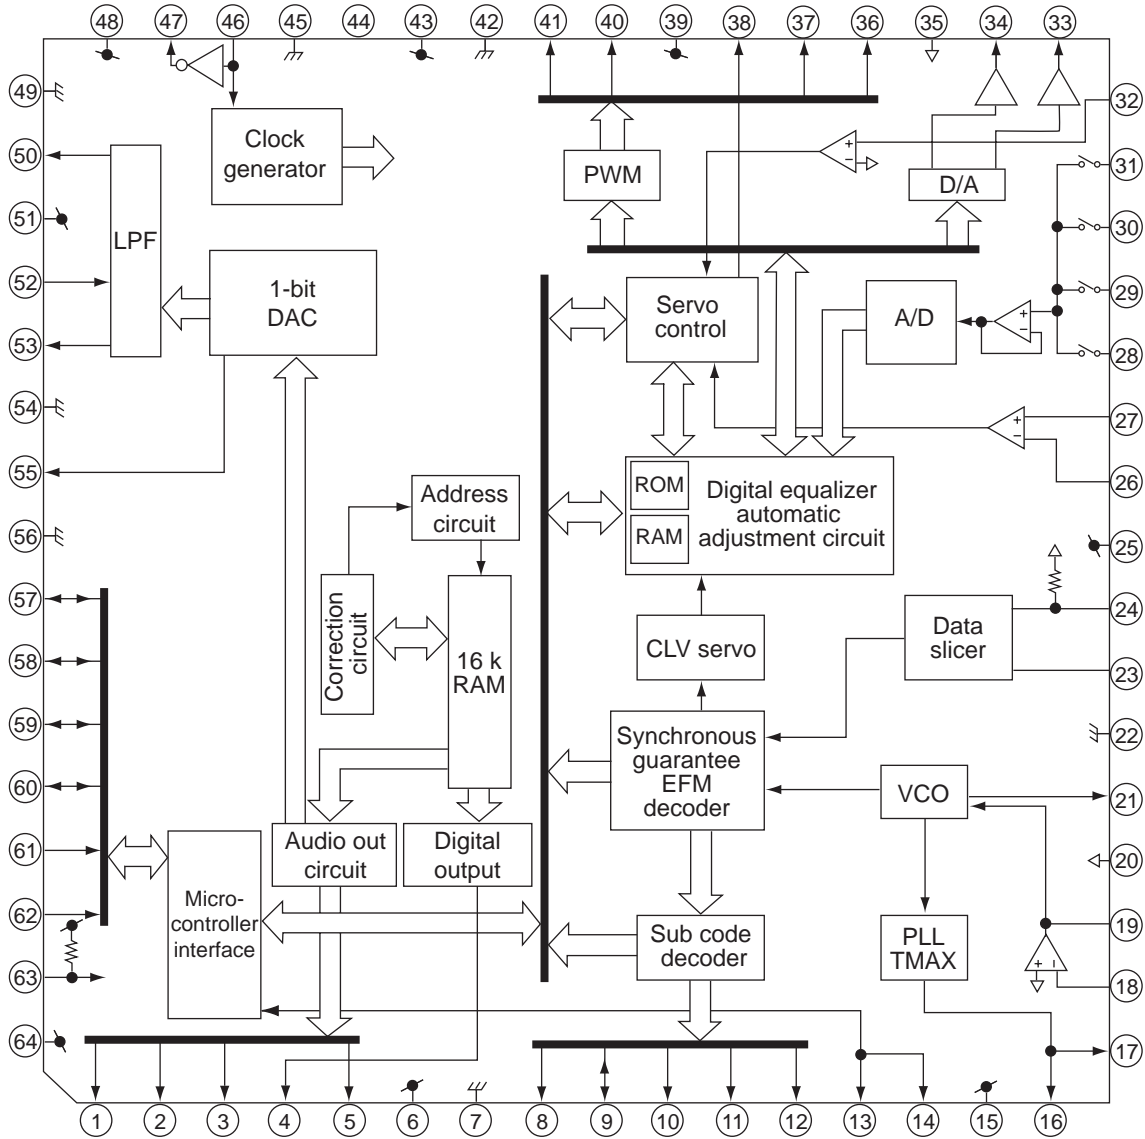 48 47 46 45 44 43 42 41 40 39 38 37 36 35 34 33
49
50
51
52
53
54
55
56
57
58
59
60
61
62
63
64
32
31
30
29
28
27
26
25
24
23
22
21
20
19
18
17
Clock
generator
PWM
D/A
+
−
LPF
1-bit
DAC
Servo
control
A/D
+
−
+
−
Address
circuit
ROM
RAM
Digital equalizer
automatic
adjustment circuit
Correction
circuit
16 k
RAM
CLV servo
Data
slicer
Synchronous
guarantee
EFM
decoder
VCO
Audio out
circuit
Digital
output
Micro-
controller
interface
Sub code
decoder
PLL
TMAX
+ −
1 2 3 4 5 6 7 8 9 10 11 12 13 14 15 16